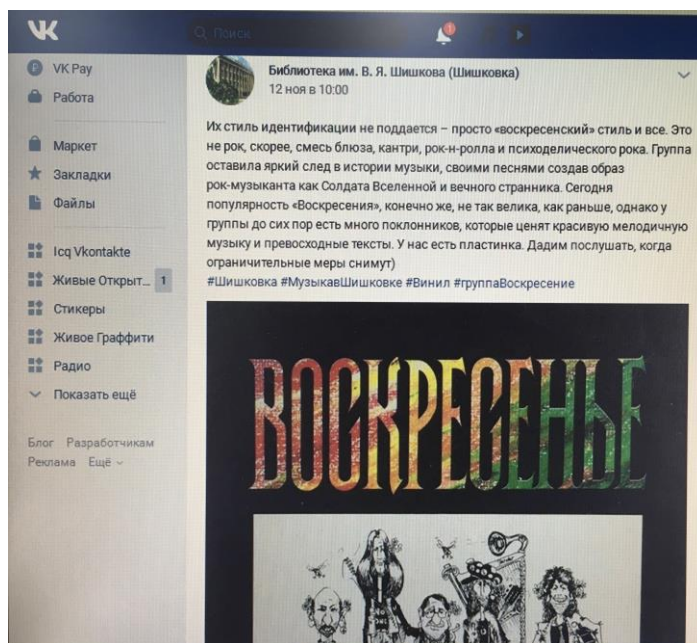 Поиск
1
VK Pay
Работа
Маркет
Закладки
Файлы
Icq Vkontakte
Живые Открыт... 1
Стикеры
Живое Граффити
Радио
Показать ещё
Блог Разработчикам
Реклама Ещё
Библиотека им. В. Я. Шишкова (Шишковка)
12 ноя в 10:00
Их стиль идентификации не поддается – просто «воскресенский» стиль и все. Это
не рок, скорее, смесь блюза, кантри, рок-н-ролла и психоделического рока. Группа
оставила яркий след в истории музыки, своими песнями создав образ
рок-музыканта как Солдата Вселенной и вечного странника. Сегодня
популярность «Воскресения», конечно же, не так велика, как раньше, однако у
группы до сих пор есть много поклонников, которые ценят красивую мелодичную
музыку и превосходные тексты. У нас есть пластинка. Дадим послушать, когда
ограничительные меры снимут)
#Шишковка #МузыкавШишковке #Винил #группаВоскресение
ВОСКРЕСЕНЬЕ